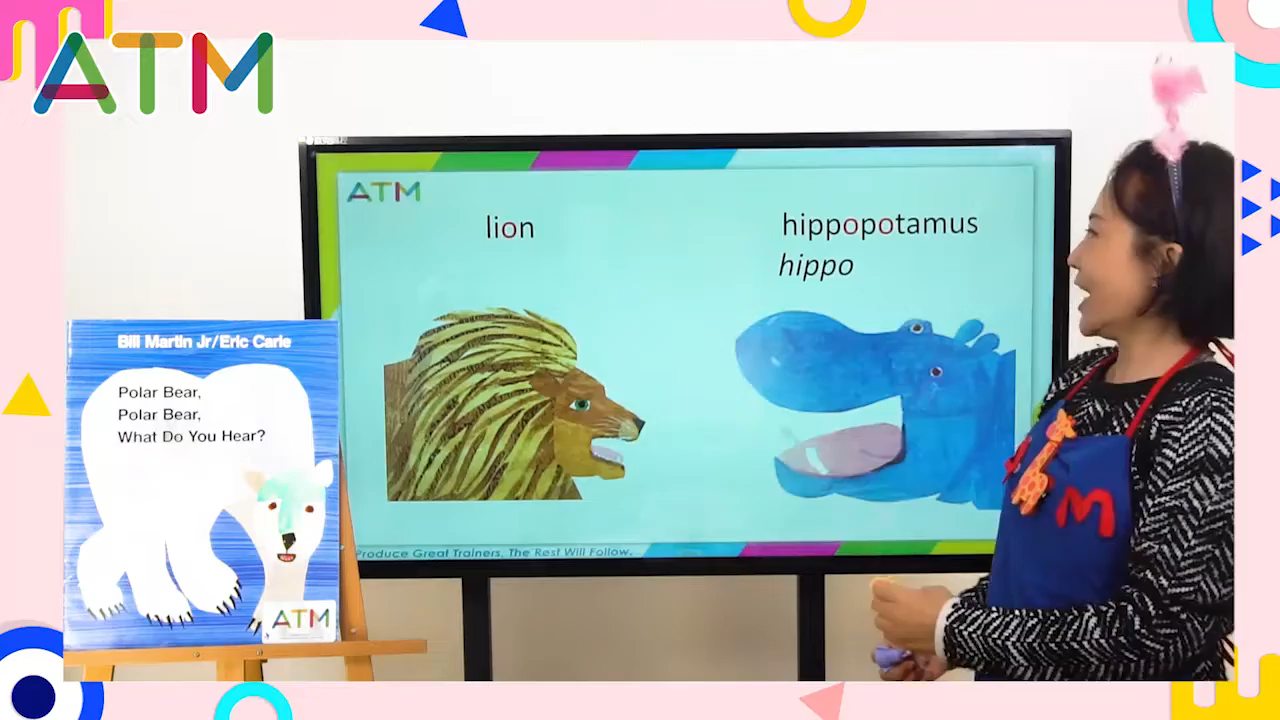 ATM
ATM
lion
hippopotamus
hippo
Produce Great Trainers, The Rest Will Follow.
Bill Martin Jr/Eric Carle
Polar Bear,
Polar Bear,
What Do You Hear?
ATM
M